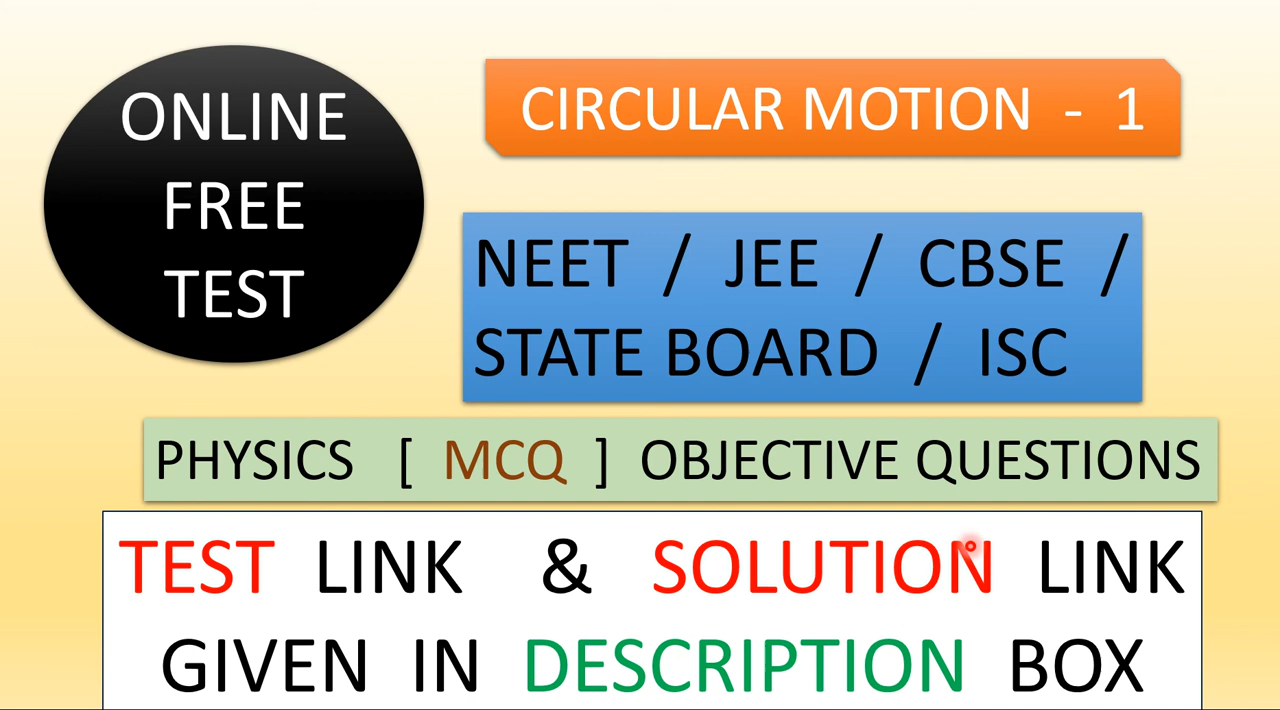 ONLINE
FREE
TEST
CIRCULAR MOTION - 1
NEET / JEE / CBSE /
STATE BOARD / ISC
PHYSICS [ MCQ ] OBJECTIVE QUESTIONS
TEST LINK & SOLUTION LINK
GIVEN IN DESCRIPTION BOX